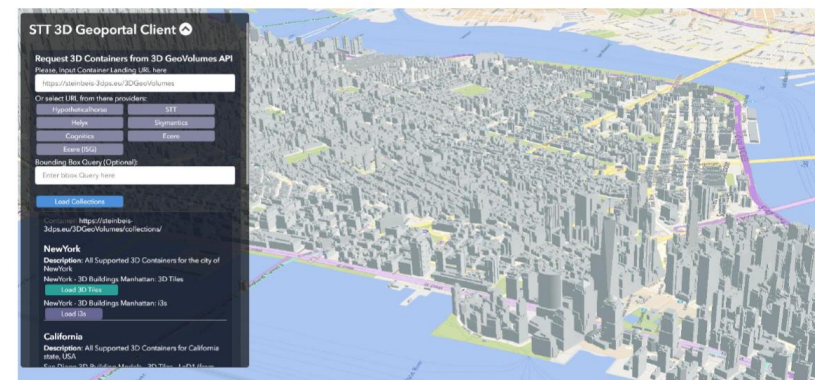 STT 3D Geoportal Client
Request 3D Containers from 3D GeoVolumes API
Please, Input Container Landing URL here
https://steinbeis-3dps.eu/3DGeoVolumes
Or select URL from there providers:
Hypotheticalhorse
STT
Helyx
Skymantics
Cognitics
Ecere
Ecere (ISG)
Bounding Box Query (Optional):
Enter bbox Query here
Load Collections
Container: https://steinbeis-
3dps.eu/3DGeoVolumes/collections/
NewYork
Description: All Supported 3D Containers for the city of
NewYork
NewYork - 3D Buildings Manhattan: 3D Tiles
Load 3D Tiles
NewYork - 3D Buildings Manhattan: i3s
Load i3s
California
Description: All Supported 3D Containers for California
state, USA